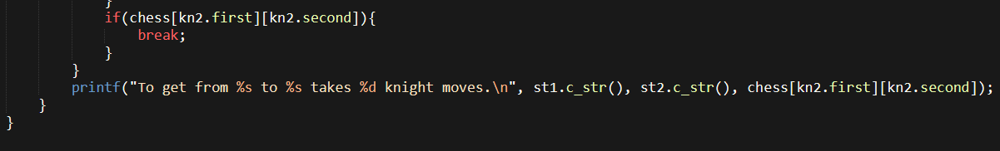 }
if(chess[kn2.first][kn2.second]){
break;
}
}
printf("To get from %s to %s takes %d knight moves.\n", st1.c_str(), st2.c_str(), chess[kn2.first][kn2.second]);
}
}